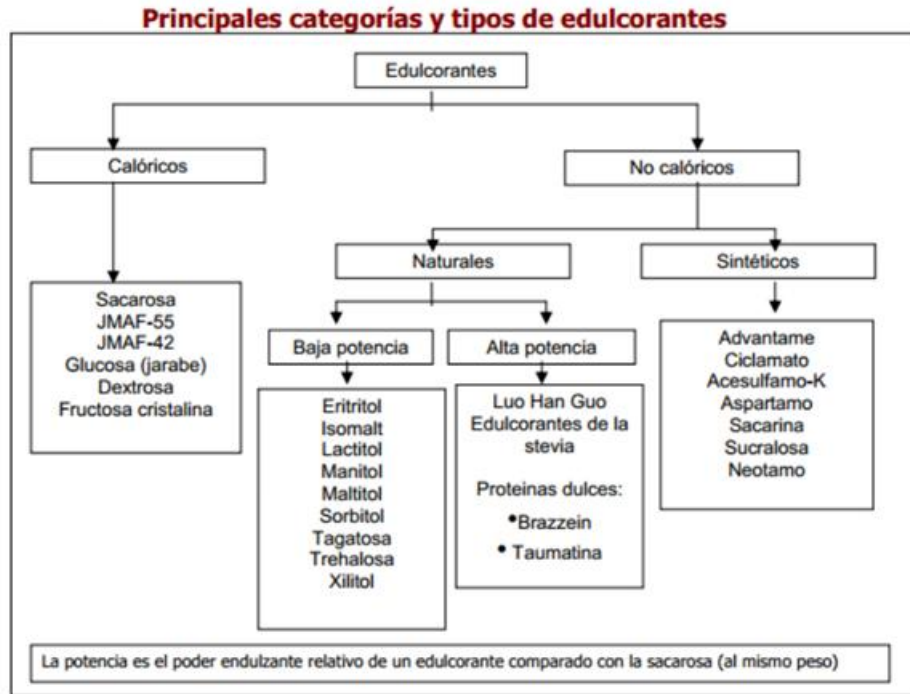 Principales categorías y tipos de edulcorantes
Edulcorantes
Calóricos
No calóricos
Naturales
Sintéticos
Sacarosa
JMAF-55
JMAF-42
Glucosa (jarabe)
Dextrosa
Fructosa cristalina
Baja potencia
Alta potencia
Eritritol
Isomalt
Lactitol
Manitol
Maltitol
Sorbitol
Tagatosa
Trehalosa
Xilitol
Luo Han Guo
Edulcorantes de la
stevia
Proteinas dulces:
•Brazzein
• Taumatina
Advantame
Ciclamato
Acesulfamo-K
Aspartamo
Sacarina
Sucralosa
Neotamo
La potencia es el poder endulzante relativo de un edulcorante comparado con la sacarosa (al mismo peso)